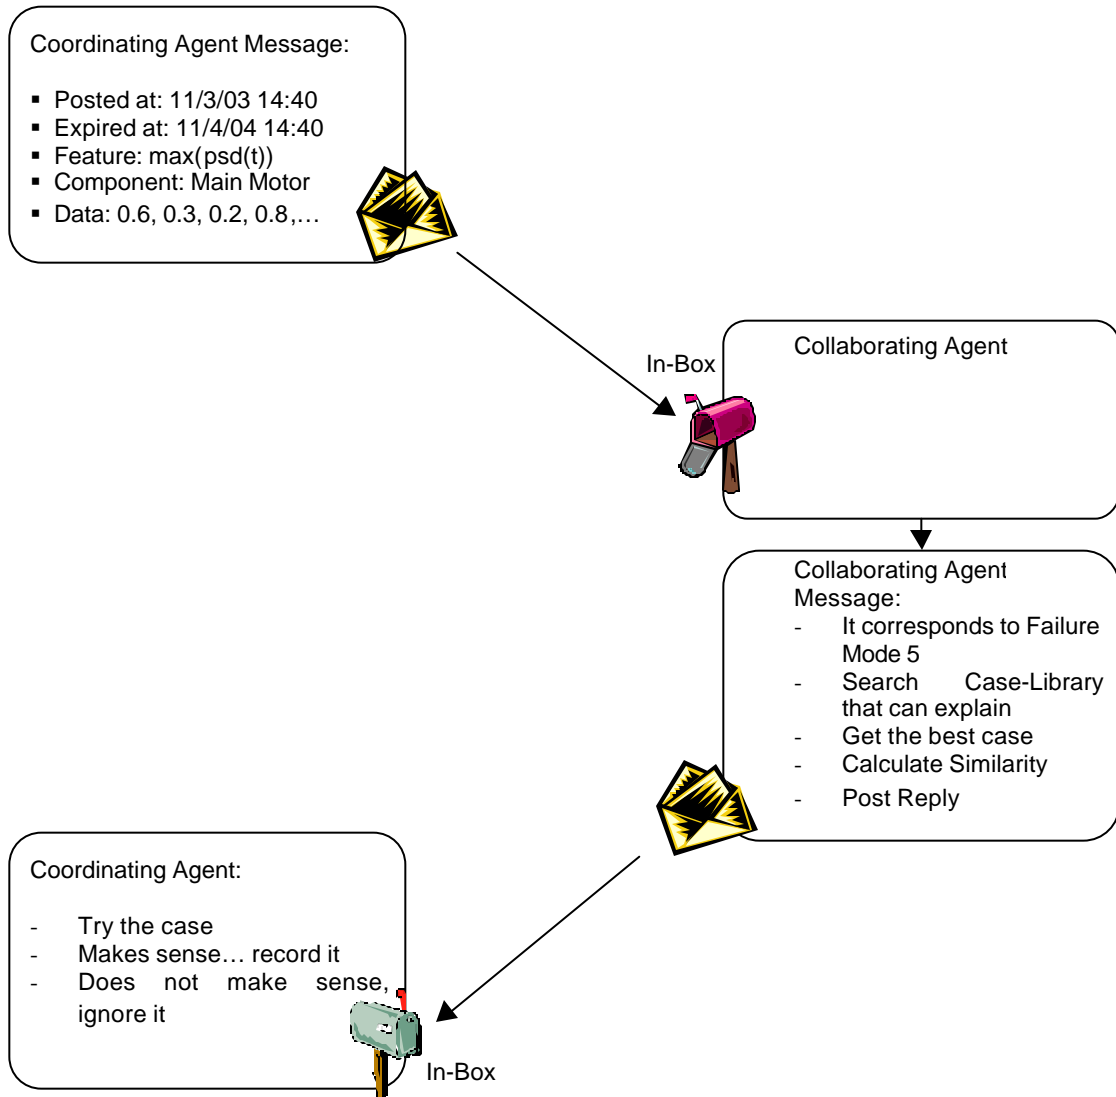 Coordinating Agent Message:
▪ Posted at: 11/3/03 14:40
▪ Expired at: 11/4/04 14:40
▪ Feature: max(psd(t))
▪ Component: Main Motor
▪ Data: 0.6, 0.3, 0.2, 0.8,…
In-Box
Collaborating Agent
Collaborating Agent
Message:
- It corresponds to Failure
Mode 5
- Search Case-Library
that can explain
- Get the best case
- Calculate Similarity
- Post Reply
Coordinating Agent:
- Try the case
- Makes sense… record it
- Does not make sense,
ignore it
In-Box